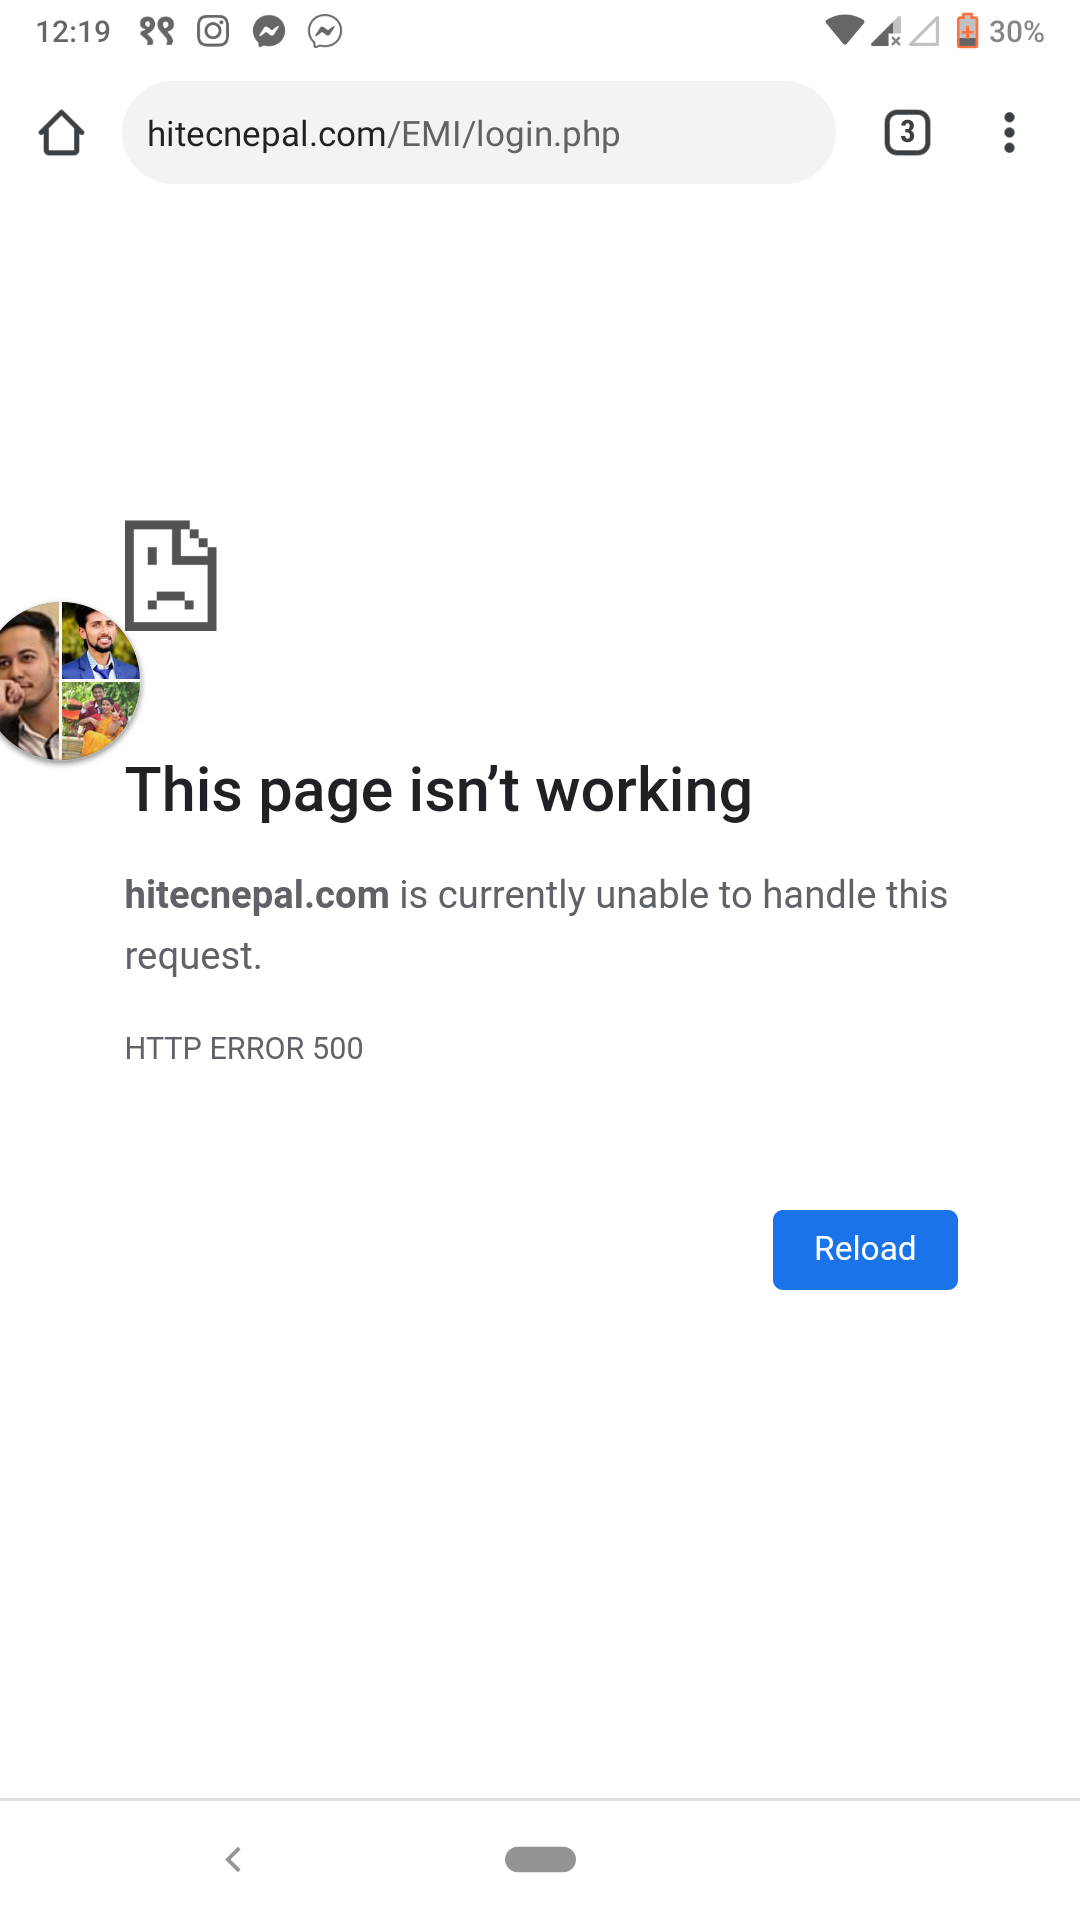 12:19 ११ 30%
hitecnepal.com/EMI/login.php 3
This page isn’t working
hitecnepal.com is currently unable to handle this
request.
HTTP ERROR 500
Reload